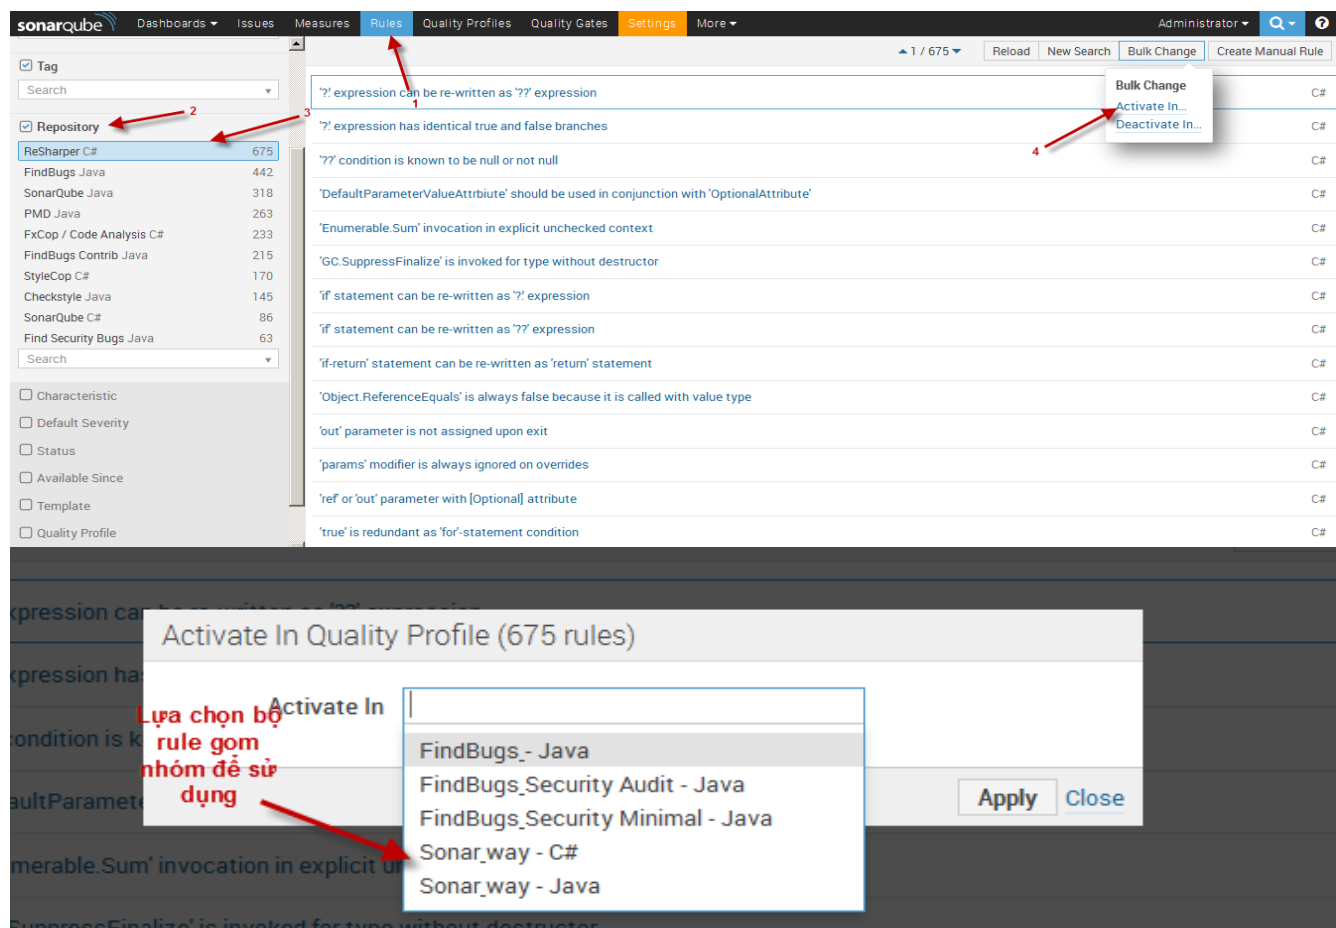 sonarqube Dashboards Issues Measures Rules Quality Profiles Quality Gates Settings More Administrator ?
1 / 675 Reload New Search Bulk Change Create Manual Rule
Tag
Search
2
Repository
3
ReSharper C# 675
FindBugs Java 442
SonarQube Java 318
PMD Java 263
FxCop / Code Analysis C# 233
FindBugs Contrib Java 215
StyleCop C# 170
Checkstyle Java 145
SonarQube C# 86
Find Security Bugs Java 63
Search
Characteristic
Default Severity
Status
Available Since
Template
Quality Profile
1
'?:' expression can be re-written as '??' expression C#
'?:' expression has identical true and false branches C#
'??' condition is known to be null or not null C#
'DefaultParameterValueAttrbiute' should be used in conjunction with 'OptionalAttribute' C#
'Enumerable.Sum' invocation in explicit unchecked context C#
'GC.SuppressFinalize' is invoked for type without destructor C#
'if' statement can be re-written as '?:' expression C#
'if' statement can be re-written as '??' expression C#
'if-return' statement can be re-written as 'return' statement C#
'Object.ReferenceEquals' is always false because it is called with value type C#
'out' parameter is not assigned upon exit C#
'params' modifier is always ignored on overrides C#
'ref' or 'out' parameter with [Optional] attribute C#
'true' is redundant as 'for'-statement condition C#
Bulk Change
Activate In...
Deactivate In...
4
Activate In Quality Profile (675 rules)
Activate In
Lựa chọn bộ
rule gom
nhóm để sử
dụng
FindBugs - Java
FindBugs Security Audit - Java
FindBugs Security Minimal - Java
Sonar way - C#
Sonar way - Java
Apply Close
merable.Sum' invocation in explicit